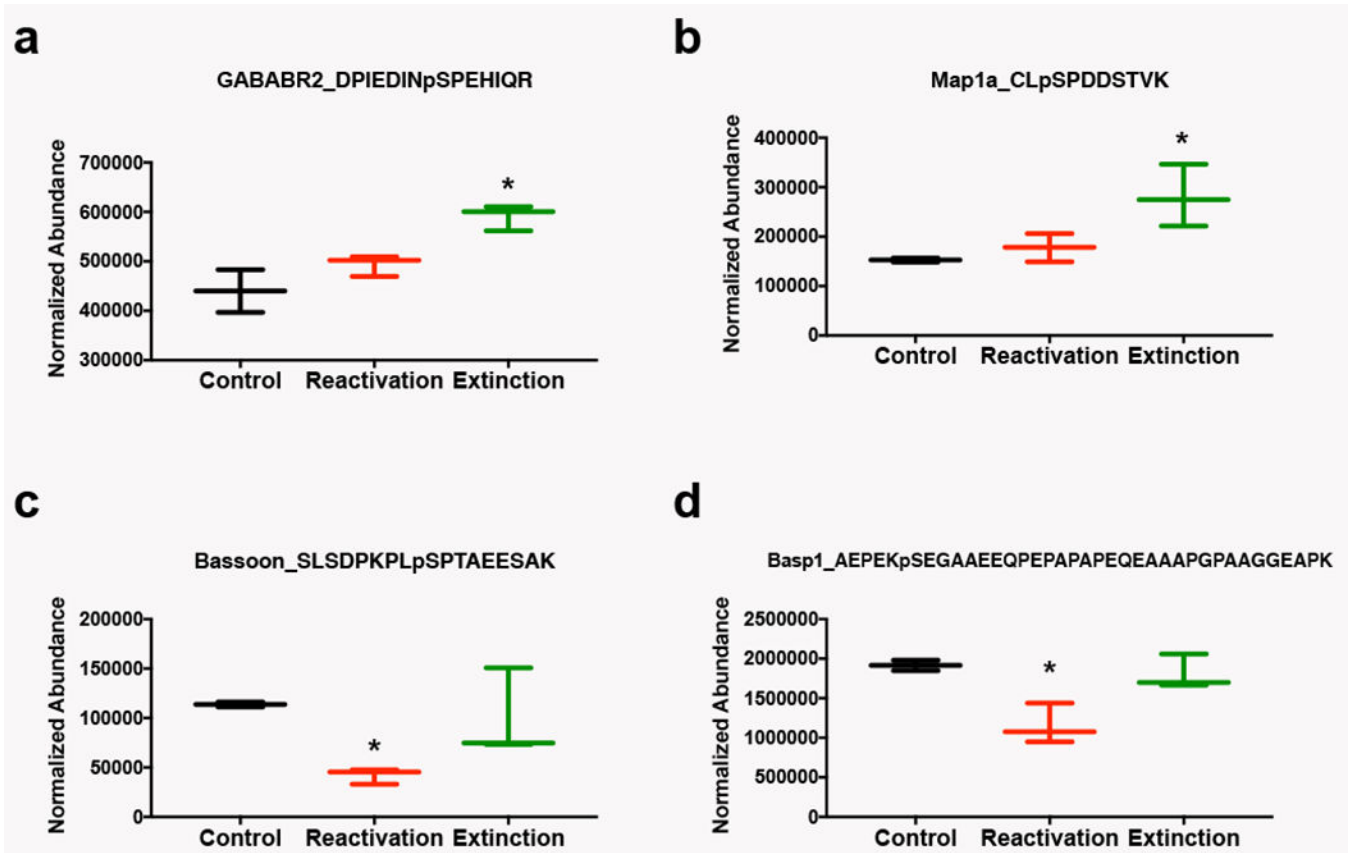 a
GABABR2_DPIEDINpSPEHIQR
Normalized Abundance
700000
600000
500000
400000
300000
*
Control Reactivation Extinction
b
Map1a_CLpSPDDSTVK
Normalized Abundance
400000
300000
200000
100000
0
*
Control Reactivation Extinction
c
Bassoon_SLSDPKPLpSPTAEESAK
Normalized Abundance
200000
150000
100000
50000
0
*
Control Reactivation Extinction
d
Basp1_AEPEKpSEGAAEEQPEPAPAPEQEAAAPGPAAGGEAPK
Normalized Abundance
2500000
2000000
1500000
1000000
500000
0
*
Control Reactivation Extinction